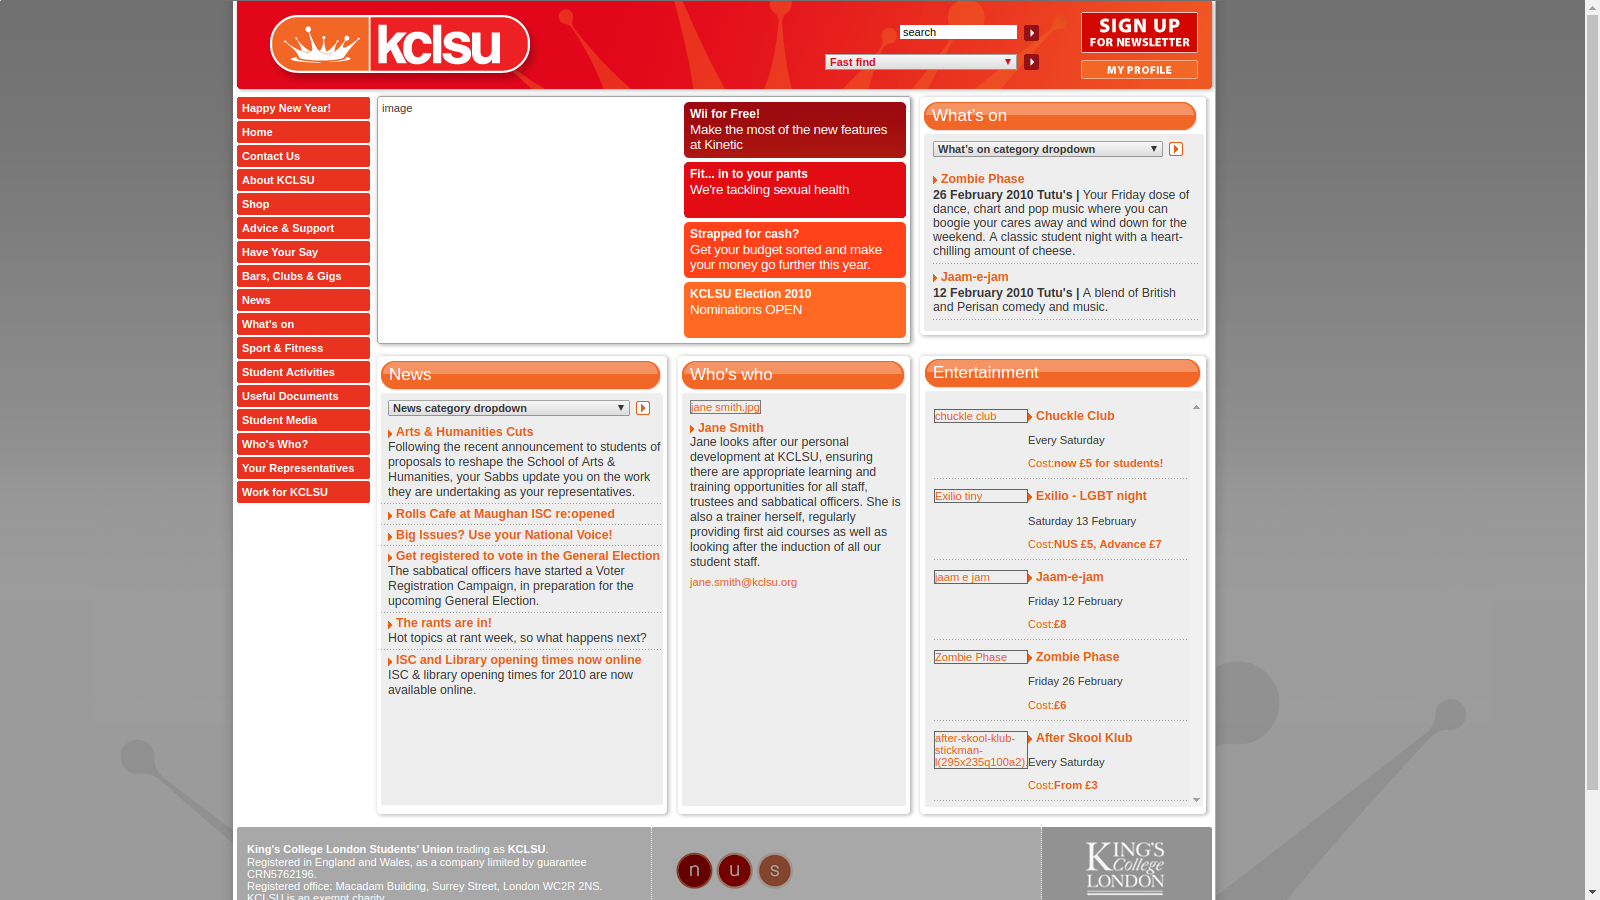 kclsu
search
Fast find
SIGN UP
FOR NEWSLETTER
MY PROFILE
Happy New Year!
Home
Contact Us
About KCLSU
Shop
Advice & Support
Have Your Say
Bars, Clubs & Gigs
News
What's on
Sport & Fitness
Student Activities
Useful Documents
Student Media
Who's Who?
Your Representatives
Work for KCLSU
image
Wii for Free!
Make the most of the new features
at Kinetic
Fit... in to your pants
We're tackling sexual health
Strapped for cash?
Get your budget sorted and make
your money go further this year.
KCLSU Election 2010
Nominations OPEN
What's on
What's on category dropdown
Zombie Phase
26 February 2010 Tutu's | Your Friday dose of
dance, chart and pop music where you can
boogie your cares away and wind down for the
weekend. A classic student night with a heart-
chilling amount of cheese.
Jaam-e-jam
12 February 2010 Tutu's | A blend of British
and Perisan comedy and music.
News
News category dropdown
Arts & Humanities Cuts
Following the recent announcement to students of
proposals to reshape the School of Arts &
Humanities, your Sabbs update you on the work
they are undertaking as your representatives.
Rolls Cafe at Maughan ISC re:opened
Big Issues? Use your National Voice!
Get registered to vote in the General Election
The sabbatical officers have started a Voter
Registration Campaign, in preparation for the
upcoming General Election.
The rants are in!
Hot topics at rant week, so what happens next?
ISC and Library opening times now online
ISC & library opening times for 2010 are now
available online.
Who's who
jane smith.jpg
Jane Smith
Jane looks after our personal
development at KCLSU, ensuring
there are appropriate learning and
training opportunities for all staff,
trustees and sabbatical officers. She is
also a trainer herself, regularly
providing first aid courses as well as
looking after the induction of all our
student staff.
jane.smith@kclsu.org
Entertainment
chuckle club
Chuckle Club
Every Saturday
Cost:now £5 for students!
Exilio tiny
Exilio - LGBT night
Saturday 13 February
Cost:NUS £5, Advance £7
jaam e jam
Jaam-e-jam
Friday 12 February
Cost:£8
Zombie Phase
Zombie Phase
Friday 26 February
Cost:£6
after-skool-klub-
stickman-
l(295x235q100a2).
After Skool Klub
Every Saturday
Cost:From £3
King's College London Students' Union trading as KCLSU.
Registered in England and Wales, as a company limited by guarantee
CRN5762196.
Registered office: Macadam Building, Surrey Street, London WC2R 2NS.
KCLSU is an exempt charity.
n u s
KING'S
College
LONDON